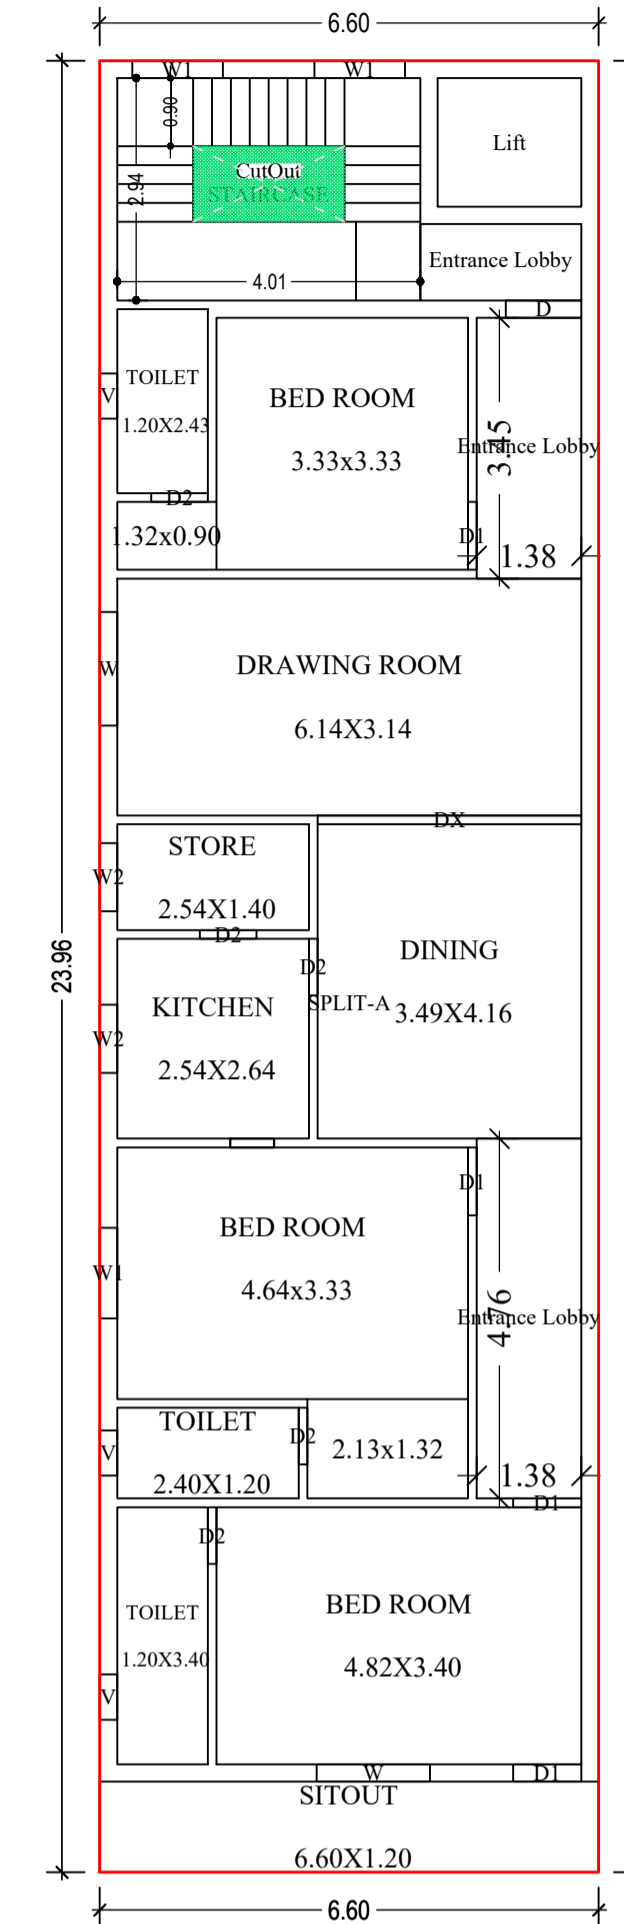 6.60
W1
W1
0.90
2.94
CutOut
STAIRCASE
Lift
4.01
Entrance Lobby
D
TOILET
1.20X2.43
V
BED ROOM
3.33x3.33
3.45
Entrance Lobby
D2
1.32x0.90
D1
1.38
W
DRAWING ROOM
6.14X3.14
DX
STORE
2.54X1.40
W2
D2
23.96
DINING
3.49X4.16
D2
SPLIT-A
KITCHEN
2.54X2.64
W2
D1
BED ROOM
4.64x3.33
W1
4.76
Entrance Lobby
TOILET
2.40X1.20
V
D2
2.13x1.32
1.38
D1
D2
TOILET
1.20X3.40
V
BED ROOM
4.82X3.40
W
D1
SITOUT
6.60X1.20
6.60